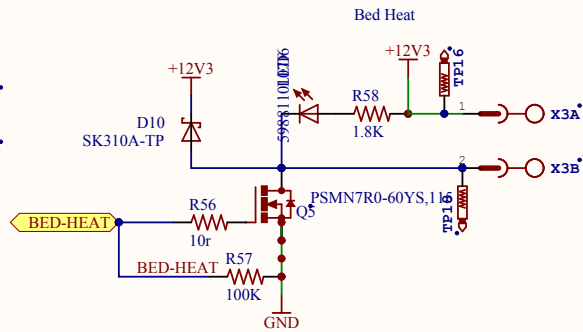 Bed Heat
+12V3
+12V3
TP16
D10
SK310A-TP
R58
1.8K
1
X3A
2
X3B
PSMN7R0-60YS,115
Q5
TP18
R56
10r
BED-HEAT
BED-HEAT
R57
100K
GND